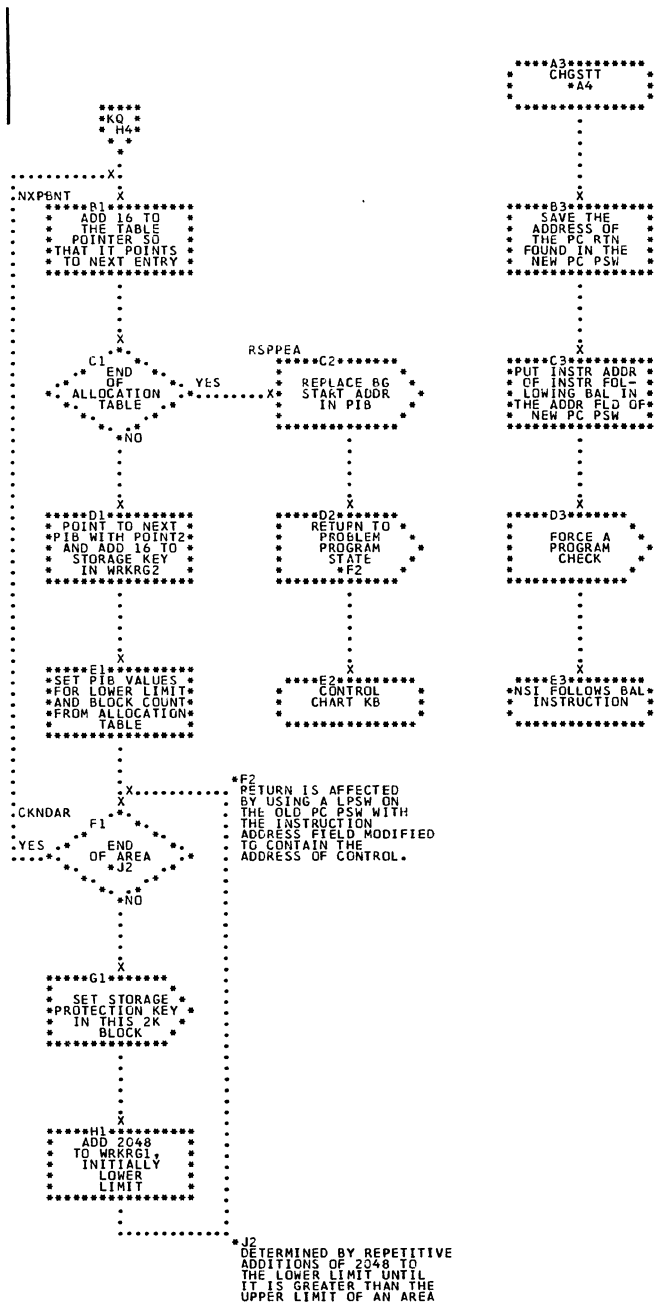 KQ
H4
NXPBNT
B1
ADD 16 TO
THE TABLE
POINTER SO
THAT IT POINTS
TO NEXT ENTRY
C1
END
OF
ALLOCATION
TABLE
YES
NO
RSPPEA
C2
REPLACE BG
START ADDR
IN PIB
D1
POINT TO NEXT
PIB WITH POINT2
AND ADD 16 TO
STORAGE KEY
IN WRKRG2
D2
RETURN TO
PROBLEM
PROGRAM
STATE
*F2
E1
SET PIB VALUES
FOR LOWER LIMIT
AND BLOCK COUNT
FROM ALLOCATION
TABLE
E2
CONTROL
CHART KB
CKNDAR
F1
END
OF AREA
*J2
YES
NO
*F2
RETURN IS AFFECTED
BY USING A LPSW ON
THE OLD PC PSW WITH
THE INSTRUCTION
ADDRESS FIELD MODIFIED
TO CONTAIN THE
ADDRESS OF CONTROL.
G1
SET STORAGE
PROTECTION KEY
IN THIS 2K
BLOCK
H1
ADD 2048
TO WRKRG1,
INITIALLY
LOWER
LIMIT
*J2
DETERMINED BY REPETITIVE
ADDITIONS OF 2048 TO
THE LOWER LIMIT UNTIL
IT IS GREATER THAN THE
UPPER LIMIT OF AN AREA
A3
CHGSTT
*A4
B3
SAVE THE
ADDRESS OF
THE PC RTN
FOUND IN THE
NEW PC PSW
C3
PUT INSTR ADDR
OF INSTR FOL-
LOWING BAL IN
THE ADDR FLD OF
NEW PC PSW
D3
FORCE A
PROGRAM
CHECK
E3
NSI FOLLOWS BAL
INSTRUCTION